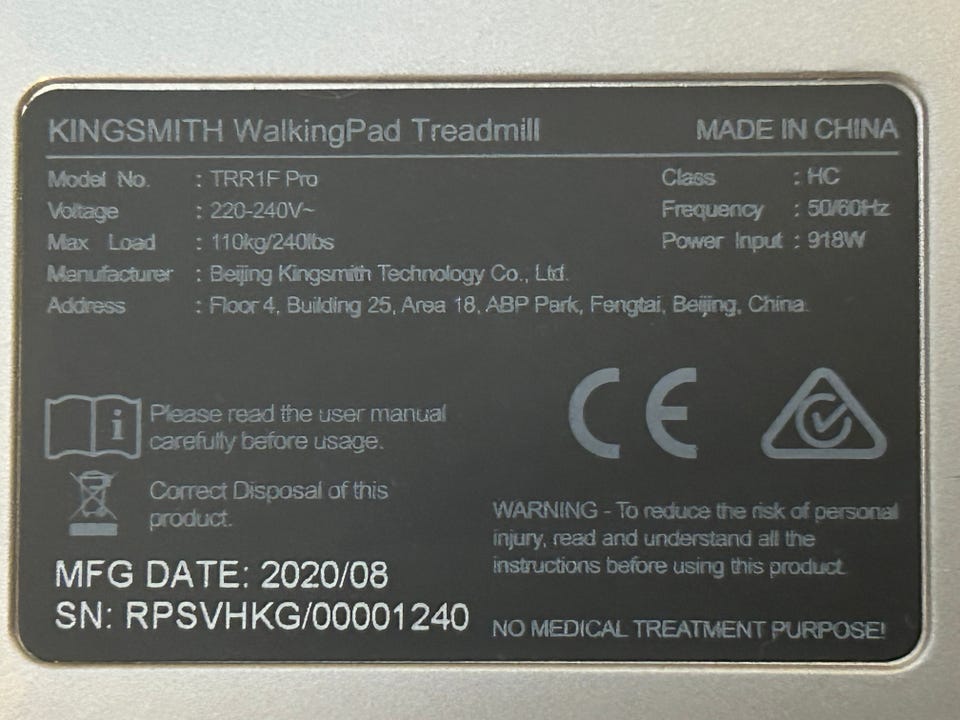 KINGSMITH WalkingPad Treadmill MADE IN CHINA
Model No. : TRR1F Pro Class : HC
Voltage : 220-240V~ Frequency : 50/60Hz
Max Load : 110kg/240lbs Power Input : 918W
Manufacturer : Beijing Kingsmith Technology Co., Ltd.
Address : Floor 4, Building 25, Area 18, ABP Park, Fengtai, Beijing, China.
i Please read the user manual
carefully before usage.
CE
Correct Disposal of this
product.
WARNING - To reduce the risk of personal
injury, read and understand all the
instructions before using this product.
MFG DATE: 2020/08
SN: RPSVHKG/00001240
NO MEDICAL TREATMENT PURPOSE!